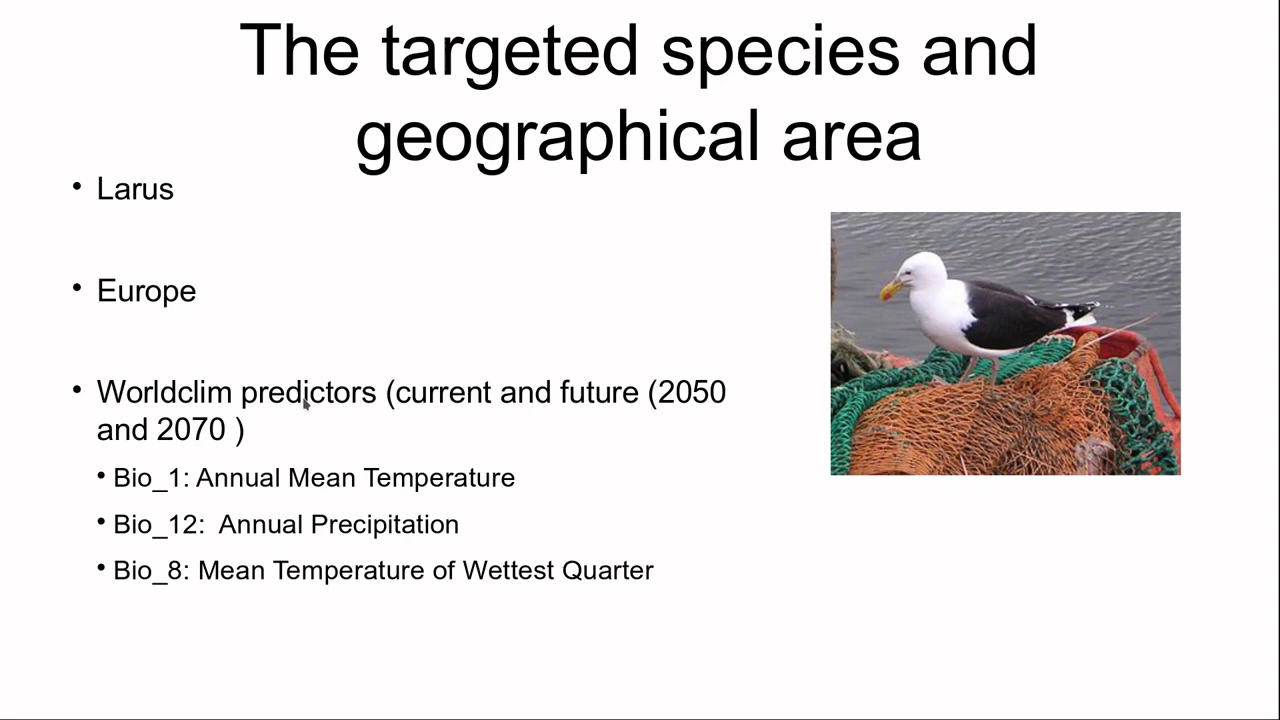 The targeted species and
geographical area
• Larus
• Europe
• Worldclim predictors (current and future (2050
and 2070 )
• Bio_1: Annual Mean Temperature
• Bio_12:  Annual Precipitation
• Bio_8: Mean Temperature of Wettest Quarter